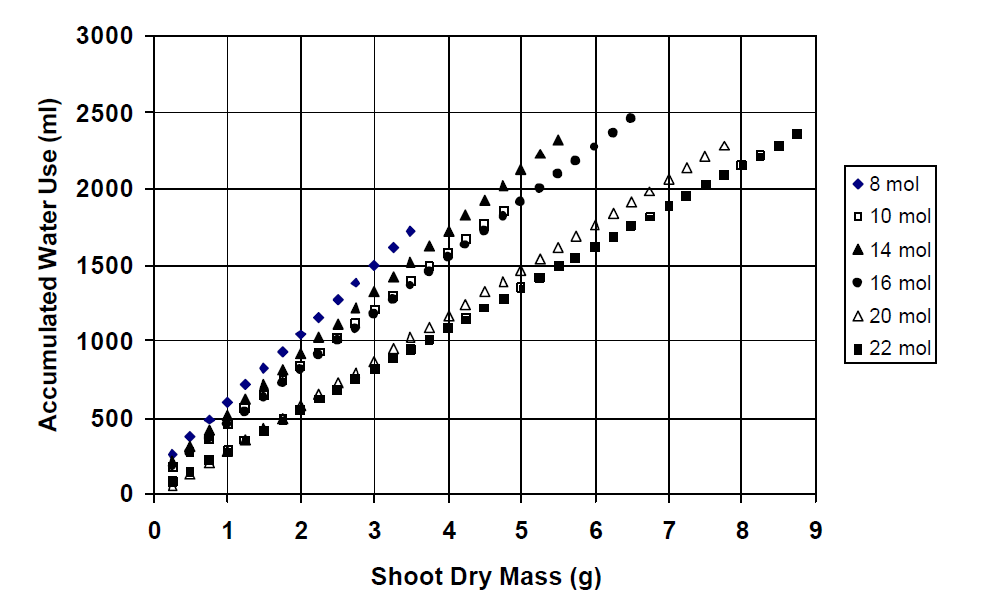 Accumulated Water Use (ml)
3000
2500
2000
1500
1000
500
0
0 1 2 3 4 5 6 7 8 9
Shoot Dry Mass (g)
8 mol
10 mol
14 mol
16 mol
20 mol
22 mol